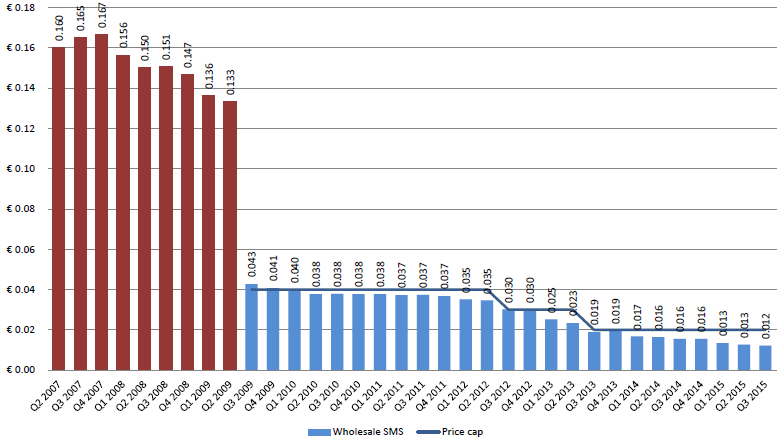 € 0.18
€ 0.16
€ 0.14
€ 0.12
€ 0.10
€ 0.08
€ 0.06
€ 0.04
€ 0.02
€ 0.00
0.160
0.165
0.167
0.156
0.150
0.151
0.147
0.136
0.133
0.043
0.041
0.040
0.038
0.038
0.038
0.038
0.037
0.037
0.037
0.035
0.035
0.030
0.030
0.025
0.023
0.019
0.019
0.017
0.016
0.016
0.016
0.013
0.013
0.012
Q2 2007
Q3 2007
Q4 2007
Q1 2008
Q2 2008
Q3 2008
Q4 2008
Q1 2009
Q2 2009
Q3 2009
Q4 2009
Q1 2010
Q2 2010
Q3 2010
Q4 2010
Q1 2011
Q2 2011
Q3 2011
Q4 2011
Q1 2012
Q2 2012
Q3 2012
Q4 2012
Q1 2013
Q2 2013
Q3 2013
Q4 2013
Q1 2014
Q2 2014
Q3 2014
Q4 2014
Q1 2015
Q2 2015
Q3 2015
Wholesale SMS
Price cap